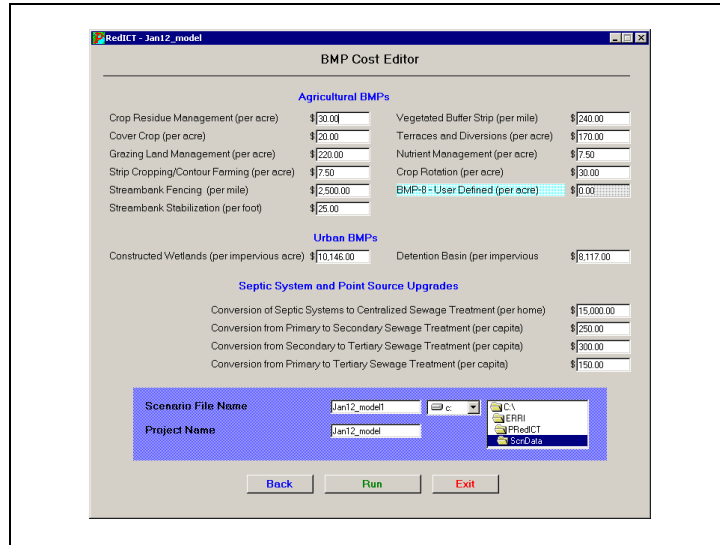 PRedICT - Jan12_model
BMP Cost Editor
Agricultural BMPs
Crop Residue Management (per acre) $ 30.00
Vegetated Buffer Strip (per mile) $ 240.00
Cover Crop (per acre) $ 20.00
Terraces and Diversions (per acre) $ 170.00
Grazing Land Management (per acre) $ 220.00
Nutrient Management (per acre) $ 7.50
Strip Cropping/Contour Farming (per acre) $ 7.50
Crop Rotation (per acre) $ 30.00
Streambank Fencing (per mile) $ 2,500.00
BMP-8 - User Defined (per acre) $ 0.00
Streambank Stabilization (per foot) $ 25.00
Urban BMPs
Constructed Wetlands (per impervious acre) $ 10,146.00
Detention Basin (per impervious $ 8,117.00
Septic System and Point Source Upgrades
Conversion of Septic Systems to Centralized Sewage Treatment (per home) $ 15,000.00
Conversion from Primary to Secondary Sewage Treatment (per capita) $ 250.00
Conversion from Secondary to Tertiary Sewage Treatment (per capita) $ 300.00
Conversion from Primary to Tertiary Sewage Treatment (per capita) $ 150.00
Scenario File Name Jan12_model1 c: C:\
ERRI
Project Name Jan12_model PRedICT
ScnData
Back Run Exit